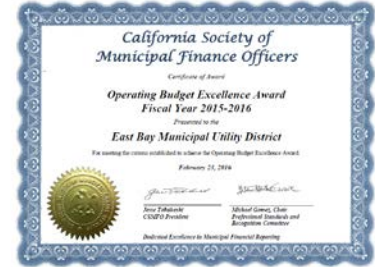 California Society of
Municipal Finance Officers
Certificate of Award
Operating Budget Excellence Award
Fiscal Year 2015-2016
Presented to the
East Bay Municipal Utility District
For meeting the criteria established to achieve the Operating Budget Excellence Award.
February 23, 2016
CSMFO President
Michael Gomez, Chair
Professional Standards and
Recognition Committee
Dedicated Excellence to Municipal Financial Reporting